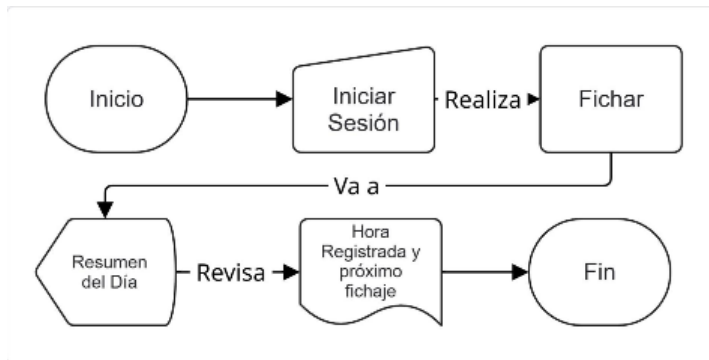 Inicio
Iniciar
Sesión
Realiza
Fichar
Va a
Resumen
del Día
Revisa
Hora
Registrada y
próximo
fichaje
Fin